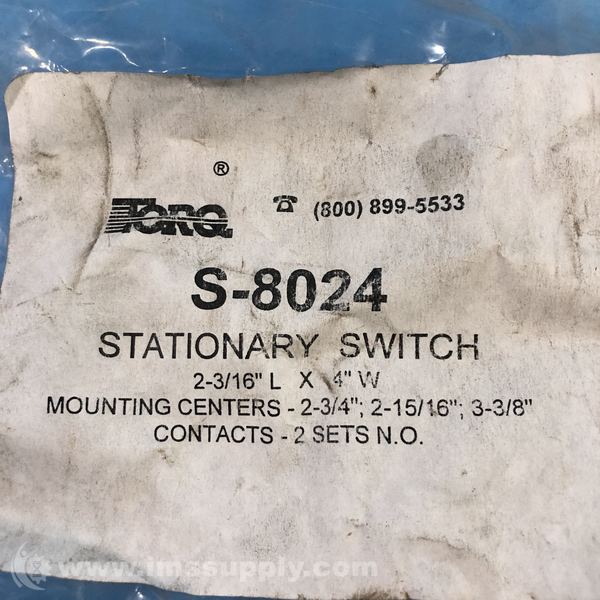 ®
TORQ
☎ (800) 899-5533
S-8024
STATIONARY SWITCH
2-3/16" L X 4" W
MOUNTING CENTERS - 2-3/4"; 2-15/16"; 3-3/8"
CONTACTS - 2 SETS N.O.
www.imssupply.com